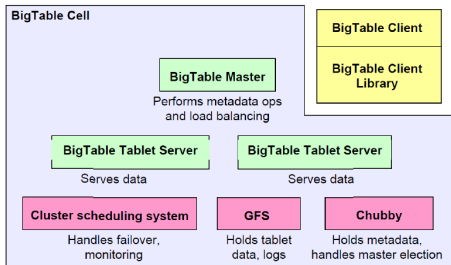 BigTable Cell
BigTable Client
BigTable Client
Library
BigTable Master
Performs metadata ops
and load balancing
BigTable Tablet Server
BigTable Tablet Server
Serves data
Serves data
Cluster scheduling system
GFS
Chubby
Handles failover,
monitoring
Holds tablet
data, logs
Holds metadata,
handles master election